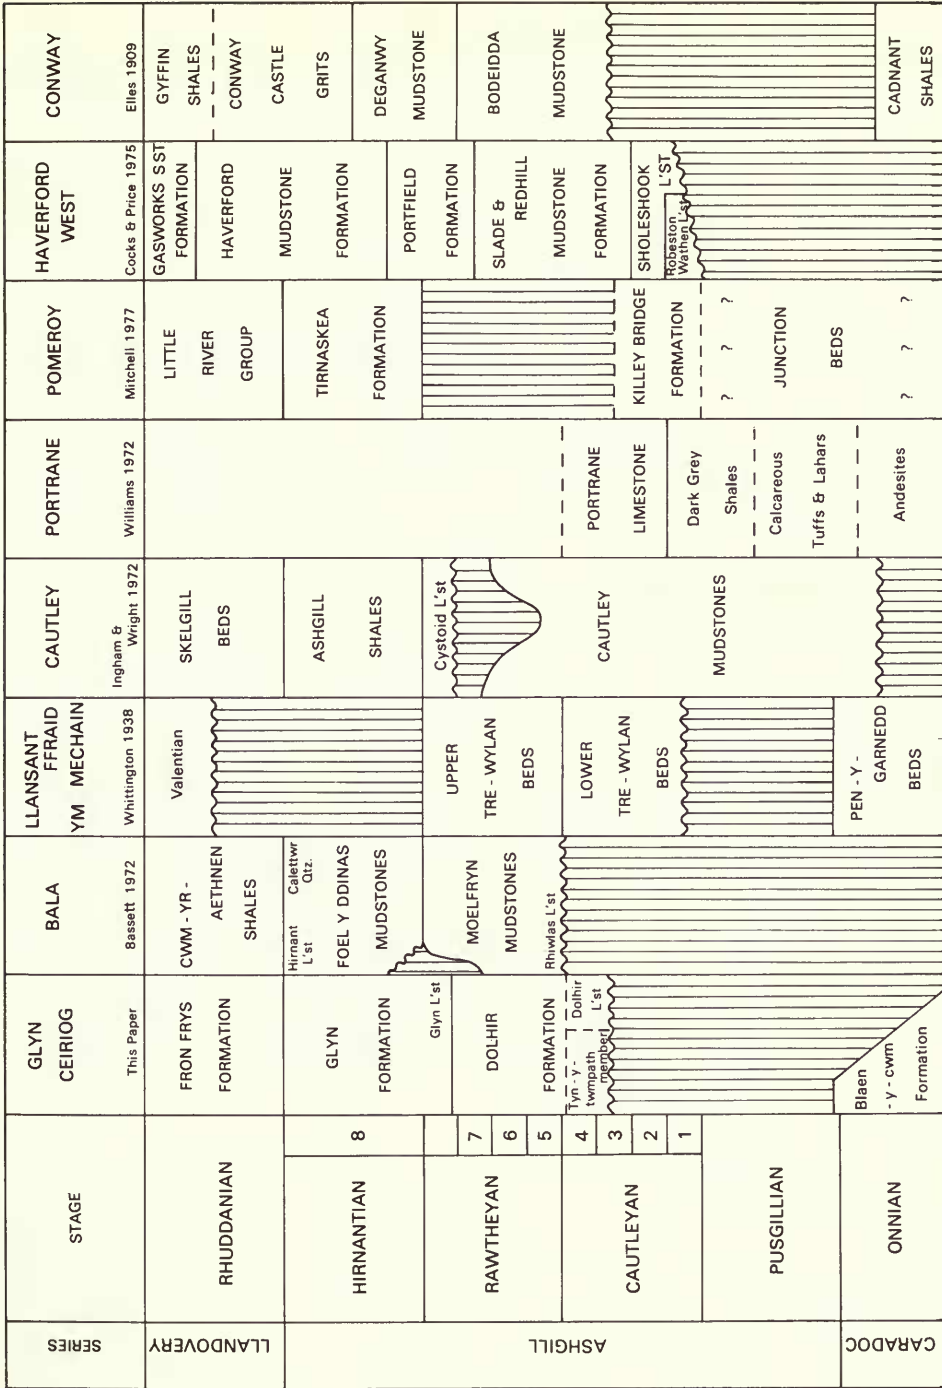 SERIES
STAGE
GLYN
CEIRIOG
This Paper
BALA
Bassett 1972
LLANSANT
FFRAID
YM MECHAIN
Whittington 1938
CAUTLEY
Ingham &
Wright 1972
PORTRANE
Williams 1972
POMEROY
Mitchell 1977
HAVERFORD
WEST
Cocks & Price 1975
CONWAY
Elles 1909
LLANDOVERY
ASHGILL
CARADOC
RHUDDANIAN
HIRNANTIAN
8
RAWTHEYAN
7
6
5
CAUTLEYAN
4
3
2
1
PUSGILLIAN
ONNIAN
FRON FRYS
FORMATION
GLYN
FORMATION
Glyn L'st
DOLHIR
FORMATION
Tyn - y -
twmpath
member
Dolhir
L'st
Blaen
- y - cwm
Formation
CWM - YR -
AETHNEN
SHALES
Hirnant
L'st
Calettwr
Qtz.
FOEL Y DDINAS
MUDSTONES
MOELFRYN
MUDSTONES
Rhiwlas L'st
Valentian
UPPER
TRE - WYLAN
BEDS
LOWER
TRE - WYLAN
BEDS
PEN - Y -
GARNEDD
BEDS
SKELGILL
BEDS
ASHGILL
SHALES
Cystoid L'st
CAUTLEY
MUDSTONES
PORTRANE
LIMESTONE
Dark Grey
Shales
Calcareous
Tuffs & Lahars
Andesites
LITTLE
RIVER
GROUP
TIRNASKEA
FORMATION
KILLEY BRIDGE
FORMATION
? ? ?
JUNCTION
BEDS
? ? ?
GASWORKS S ST
FORMATION
HAVERFORD
MUDSTONE
FORMATION
PORTFIELD
FORMATION
SLADE &
REDHILL
MUDSTONE
FORMATION
SHOLESHOOK
L'ST
Robeston
Wathen L'st
GYFFIN
SHALES
CONWAY
CASTLE
GRITS
DEGANWY
MUDSTONE
BODEIDDA
MUDSTONE
CADNANT
SHALES